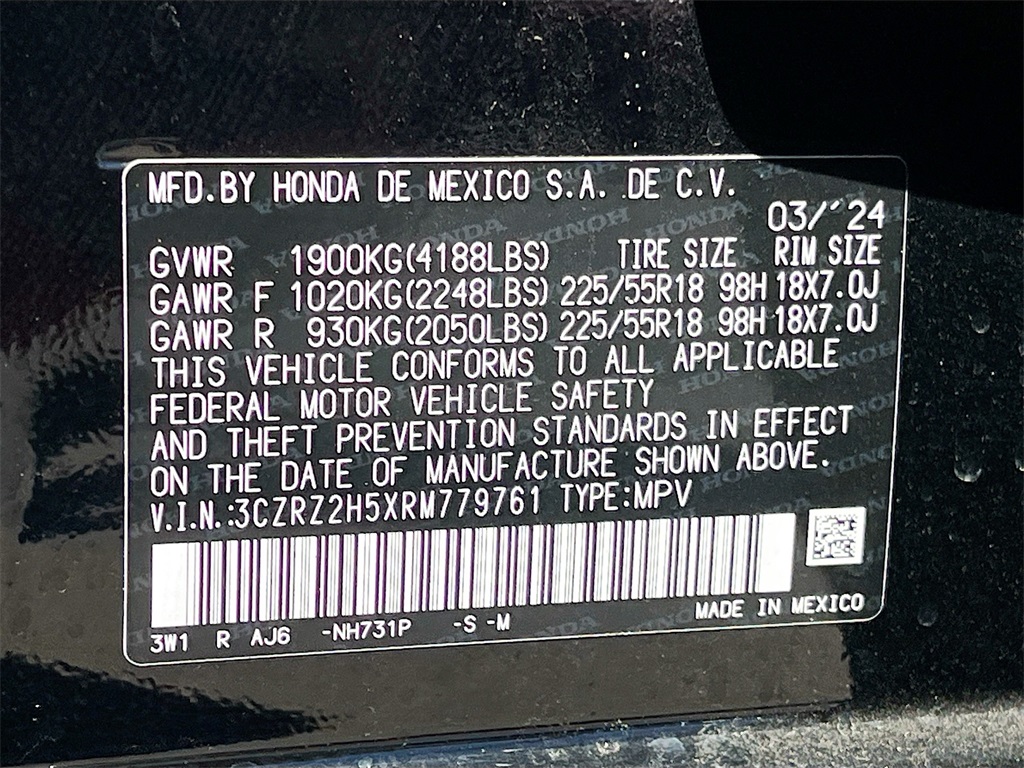 MFD.BY HONDA DE MEXICO S.A. DE C.V.
03/´24
GVWR 1900KG(4188LBS) TIRE SIZE RIM SIZE
GAWR F 1020KG(2248LBS) 225/55R18 98H 18X7.0J
GAWR R 930KG(2050LBS) 225/55R18 98H 18X7.0J
THIS VEHICLE CONFORMS TO ALL APPLICABLE
FEDERAL MOTOR VEHICLE SAFETY
AND THEFT PREVENTION STANDARDS IN EFFECT
ON THE DATE OF MANUFACTURE SHOWN ABOVE.
V.I.N.:3CZRZ2H5XRM779761 TYPE:MPV
MADE IN MEXICO
3W1 R AJ6 -NH731P -S -M